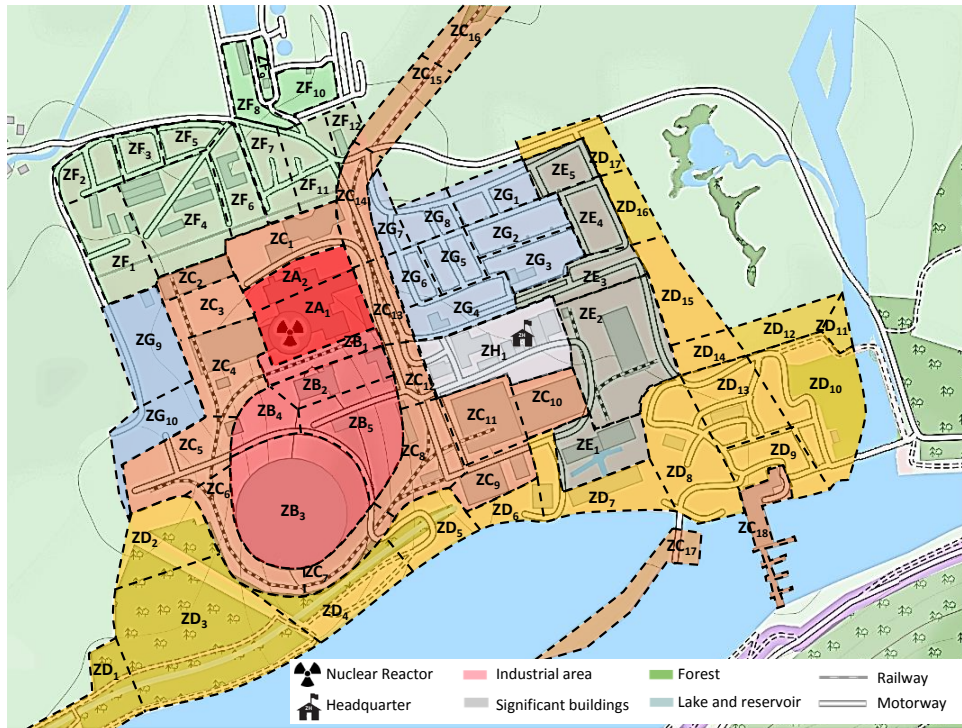 ZC16
ZC15
ZF9
ZF10
ZF8
ZF12
ZF3
ZF5
ZF7
ZD17
ZF2
ZE5
ZF11
ZC14
ZG1
ZF6
ZF4
ZG8
ZE4
ZD16
ZG7
ZG2
ZC1
ZG5
ZG3
ZF1
ZC2
ZA2
ZG6
ZE3
ZC3
ZA1
ZC13
ZG4
ZE2
ZD15
ZG9
ZB1
ZH
ZH1
ZD12
ZD11
ZD14
ZC4
ZC12
ZB2
ZD13
ZD10
ZC10
ZG10
ZB4
ZC11
ZB5
ZC5
ZE1
ZC8
ZD9
ZD8
ZC6
ZC9
ZB3
ZD7
ZD6
ZD5
ZD2
ZC18
ZC17
ZC7
ZD4
ZD3
ZD1
Nuclear Reactor
Industrial area
Forest
Railway
ZH
Headquarter
Significant buildings
Lake and reservoir
Motorway